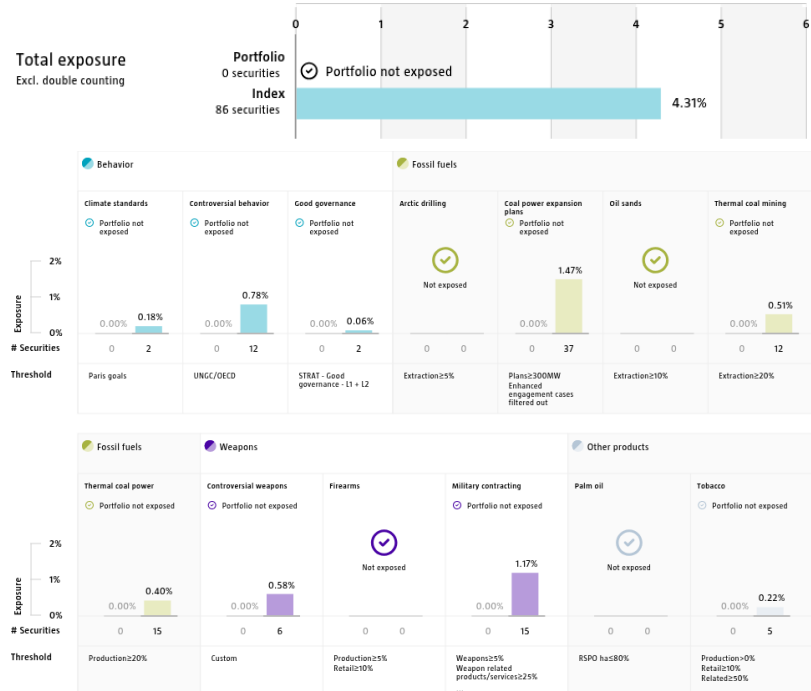 0 1 2 3 4 5 6
Total exposure
Excl. double counting
Portfolio
0 securities
Portfolio not exposed
Index
86 securities
4.31%
Behavior
Fossil fuels
Climate standards
Portfolio not
exposed
Controversial behavior
Portfolio not
exposed
Good governance
Portfolio not
exposed
Arctic drilling
Not exposed
Coal power expansion
plans
Portfolio not
exposed
Oil sands
Not exposed
Thermal coal mining
Portfolio not
exposed
Exposure
2%
1%
0%
0.00% 0.18%
0.00% 0.78%
0.00% 0.06%
0.00% 1.47%
0.00% 0.51%
# Securities
0 2
0 12
0 2
0 0
0 37
0 0
0 12
Threshold
Paris goals
UNGC/OECD
STRAT - Good
governance - L1 + L2
Extraction≥5%
Plans≥300MW
Enhanced
engagement cases
filtered out
Extraction≥10%
Extraction≥20%
Fossil fuels
Weapons
Other products
Thermal coal power
Portfolio not exposed
Controversial weapons
Portfolio not exposed
Firearms
Not exposed
Military contracting
Portfolio not exposed
Palm oil
Not exposed
Tobacco
Portfolio not exposed
Exposure
2%
1%
0%
0.00% 0.40%
0.00% 0.58%
0.00% 1.17%
0.00% 0.22%
# Securities
0 15
0 6
0 0
0 15
0 0
0 5
Threshold
Production≥20%
Custom
Production≥5%
Retail≥10%
Weapons≥5%
Weapon related
products/services≥25%
RSPO ha≤80%
Production>0%
Retail≥10%
Related≥50%